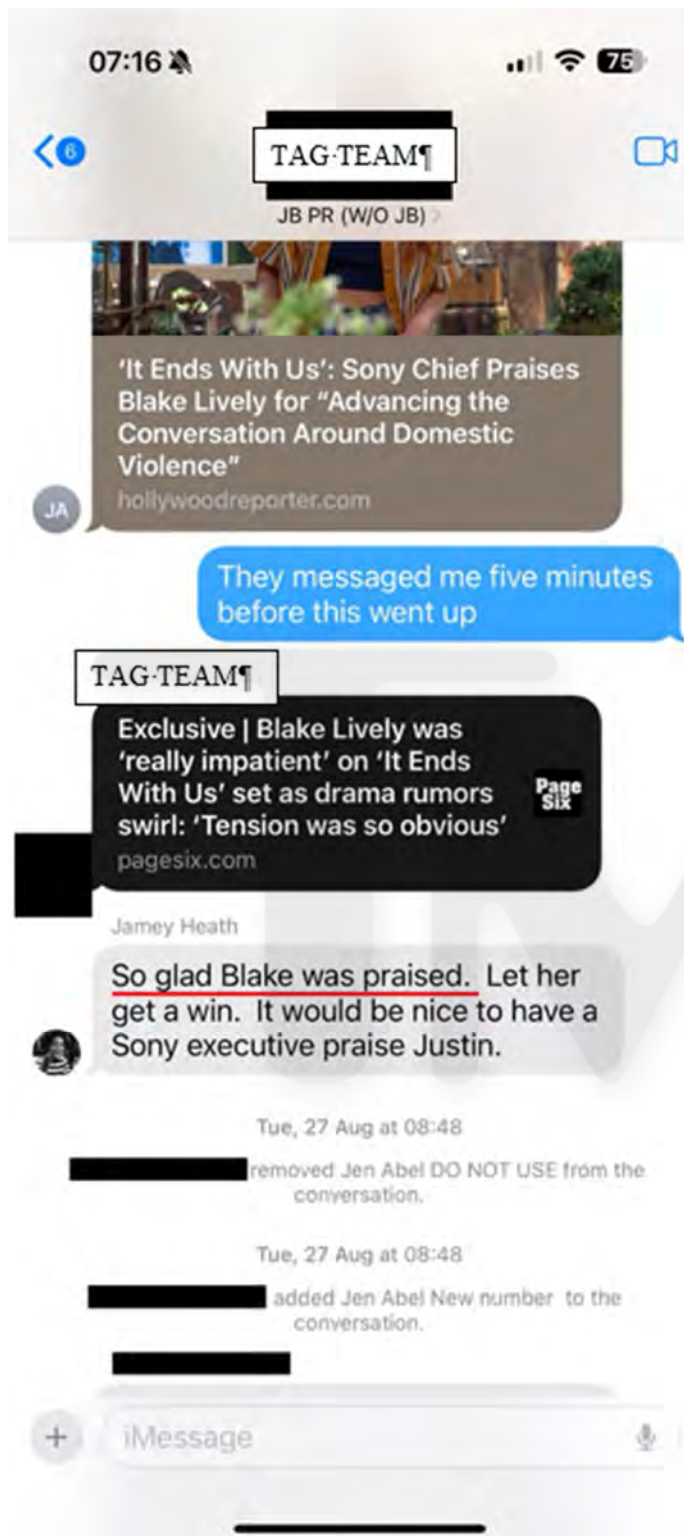 07:16
75
6
TAG·TEAM¶
JB PR (W/O JB) >
‘It Ends With Us’: Sony Chief Praises
Blake Lively for “Advancing the
Conversation Around Domestic
Violence”
hollywoodreporter.com
JA
They messaged me five minutes
before this went up
TAG·TEAM¶
Exclusive | Blake Lively was
‘really impatient’ on ‘It Ends
With Us’ set as drama rumors
swirl: ‘Tension was so obvious’
Page
Six
pagesix.com
Jamey Heath
So glad Blake was praised. Let her
get a win. It would be nice to have a
Sony executive praise Justin.
Tue, 27 Aug at 08:48
removed Jen Abel DO NOT USE from the
conversation.
Tue, 27 Aug at 08:48
added Jen Abel New number to the
conversation.
iMessage